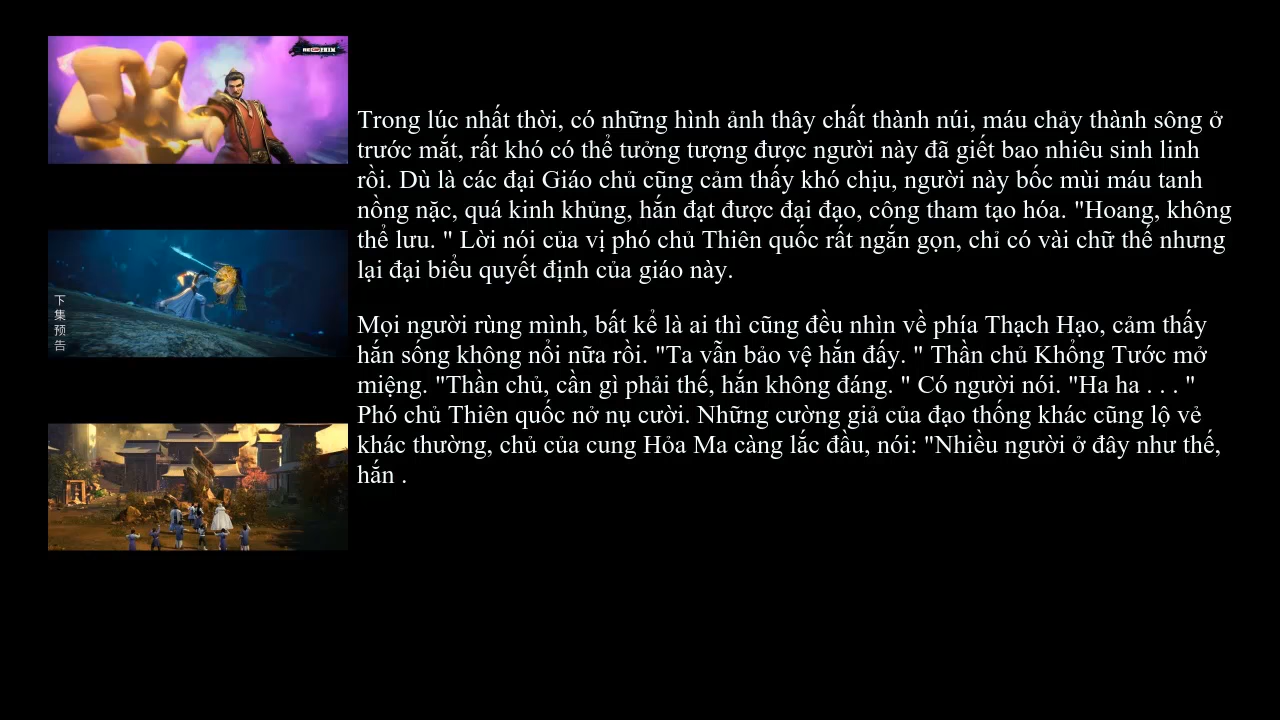 Trong lúc nhất thời, có những hình ảnh thây chất thành núi, máu chảy thành sông ở
trước mắt, rất khó có thể tưởng tượng được người này đã giết bao nhiêu sinh linh
rồi. Dù là các đại Giáo chủ cũng cảm thấy khó chịu, người này bốc mùi máu tanh
nồng nặc, quá kinh khủng, hắn đạt được đại đạo, công tham tạo hóa. "Hoang, không
thể lưu. " Lời nói của vị phó chủ Thiên quốc rất ngắn gọn, chỉ có vài chữ thế nhưng
lại đại biểu quyết định của giáo này.
Mọi người rùng mình, bất kể là ai thì cũng đều nhìn về phía Thạch Hạo, cảm thấy
hắn sống không nổi nữa rồi. "Ta vẫn bảo vệ hắn đấy. " Thần chủ Khổng Tước mở
miệng. "Thần chủ, cần gì phải thế, hắn không đáng. " Có người nói. "Ha ha . . . "
Phó chủ Thiên quốc nở nụ cười. Những cường giả của đạo thống khác cũng lộ vẻ
khác thường, chủ của cung Hỏa Ma càng lắc đầu, nói: "Nhiều người ở đây như thế,
hắn .
下集预告